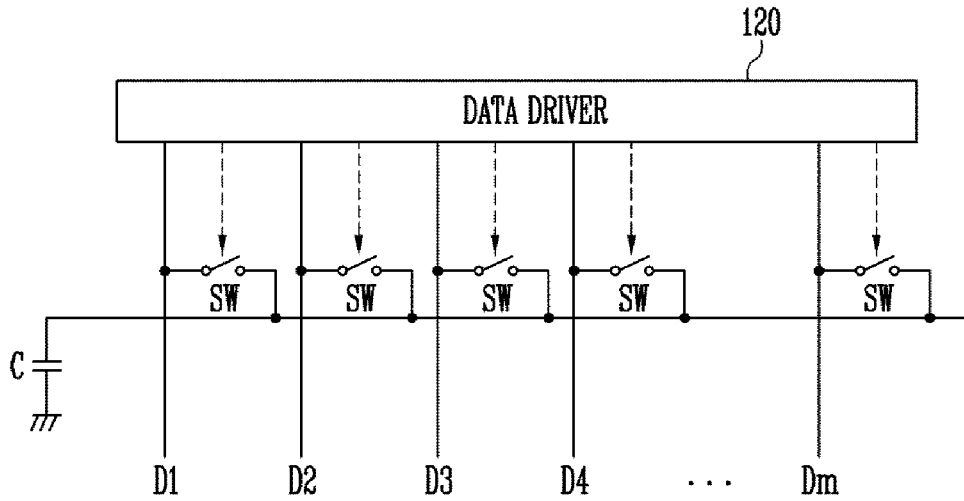 120
DATA DRIVER
SW SW SW SW SW
C
D1 D2 D3 D4 ... Dm